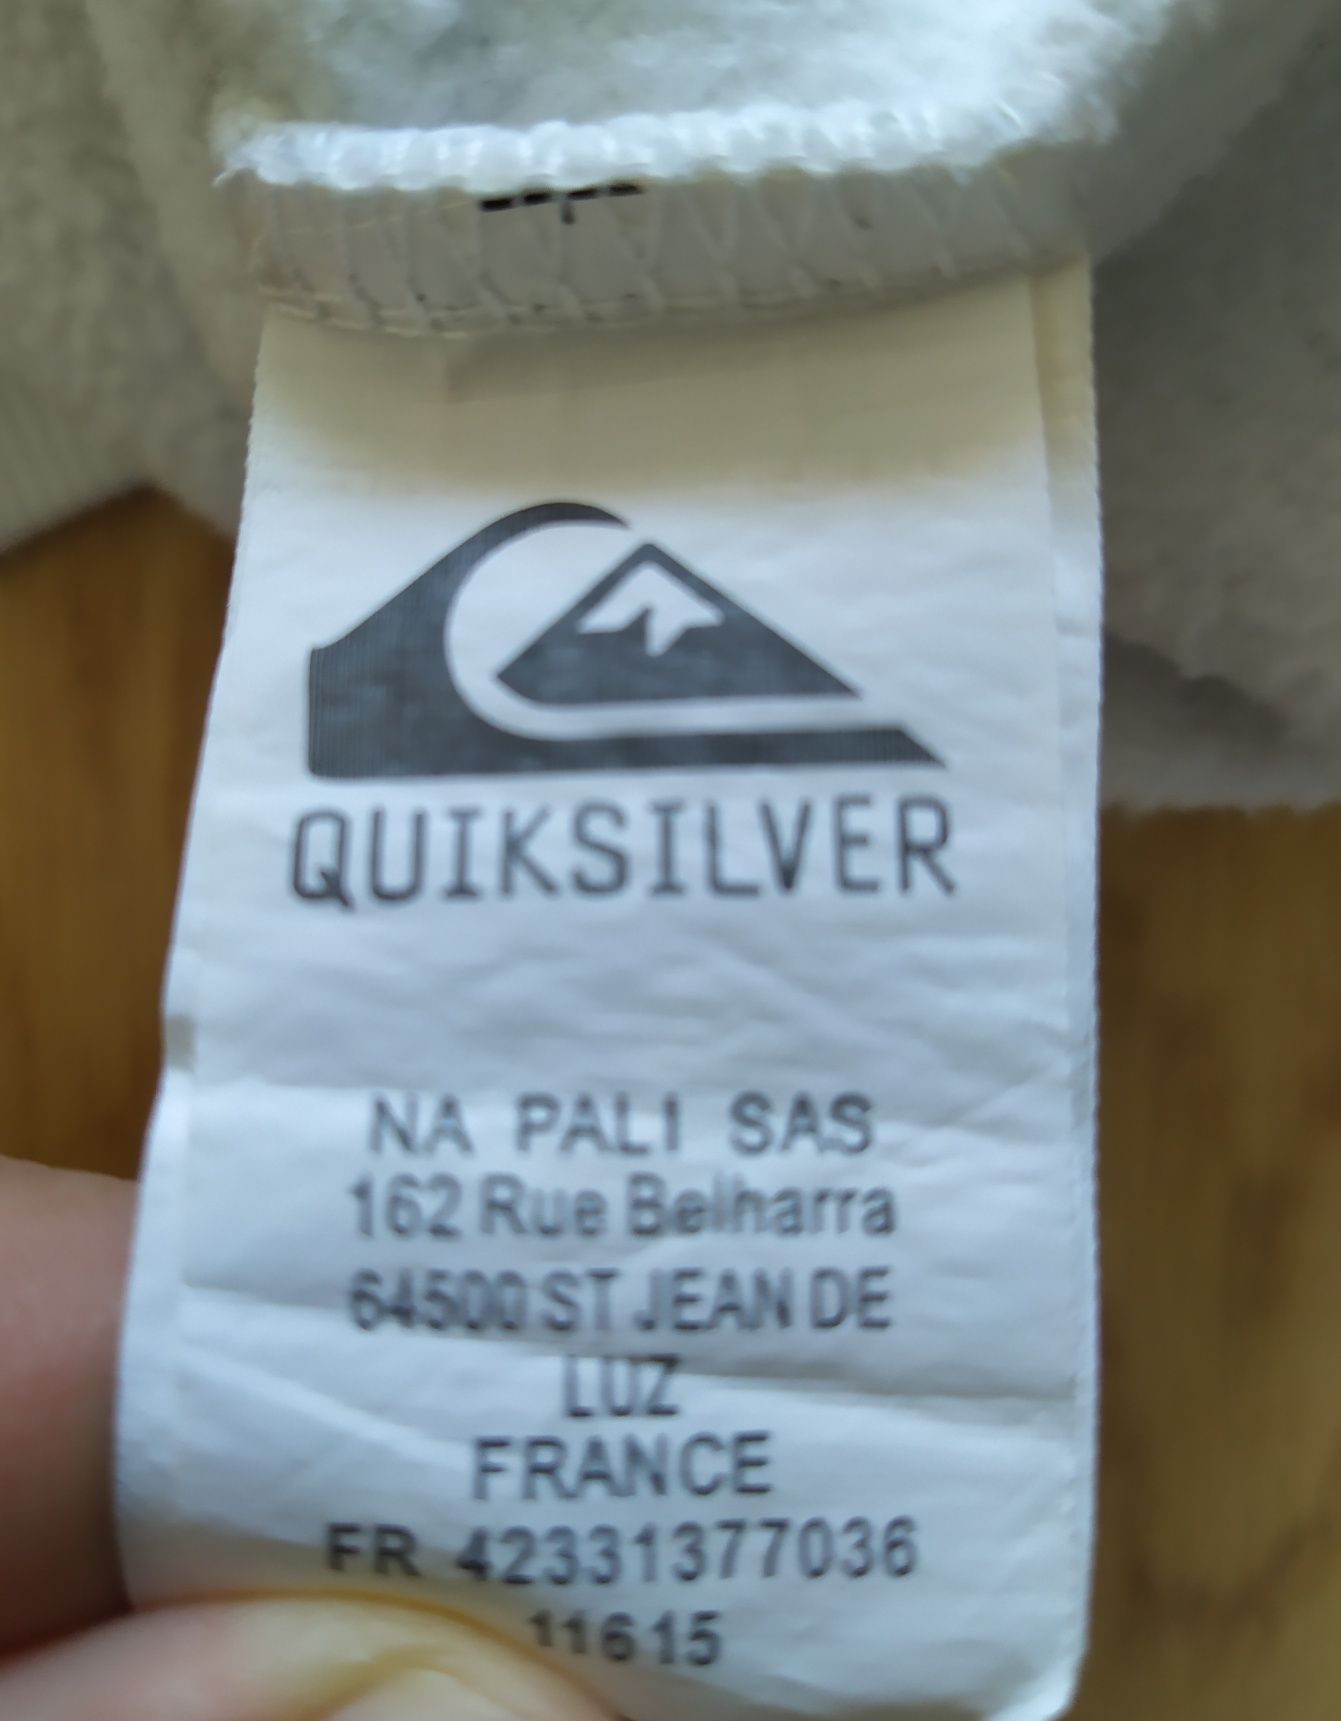 QUIKSILVER
NA PALI SAS
162 Rue Belharra
64500 ST JEAN DE
LUZ
FRANCE
FR 42331377036
11615